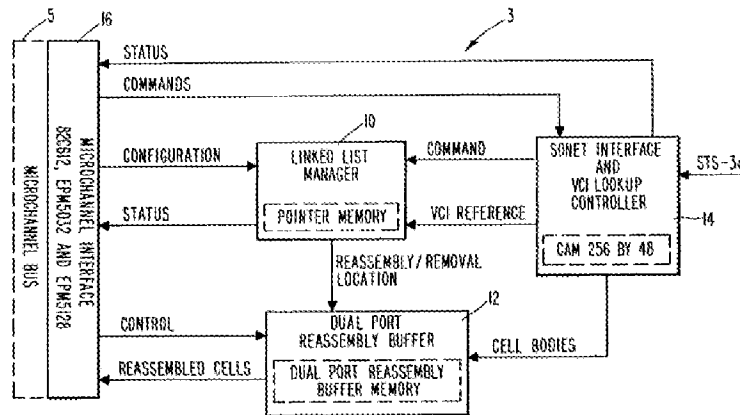 5
16
3
STATUS
COMMANDS
10
14
CONFIGURATION
LINKED LIST
MANAGER
POINTER MEMORY
COMMAND
VCI REFERENCE
SONET INTERFACE
AND
VCI LOOKUP
CONTROLLER
CAM 256 BY 48
STS-3c
STATUS
REASSEMBLY/REMOVAL
LOCATION
12
CONTROL
DUAL PORT
REASSEMBLY BUFFER
DUAL PORT REASSEMBLY
BUFFER MEMORY
CELL BODIES
REASSEMBLED CELLS
MICROCHANNEL BUS
MICROCHANNEL INTERFACE
82C612, EPM5032 AND EPM5128